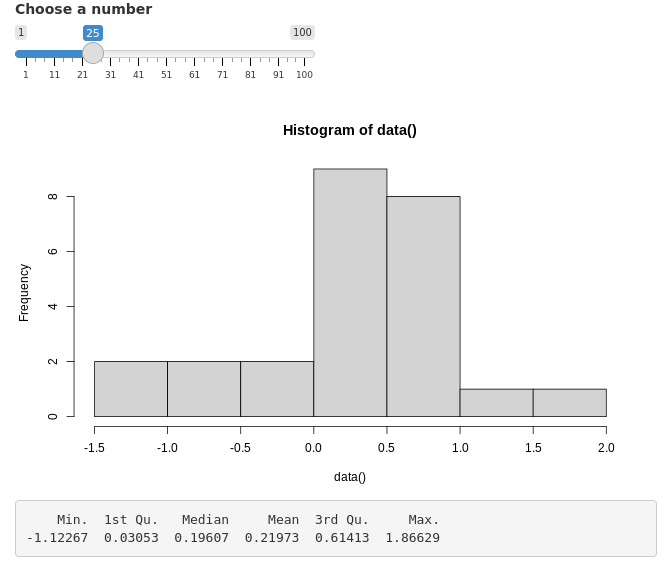 Choose a number
1 25 100
1 11 21 31 41 51 61 71 81 91 100
Histogram of data()
Frequency
8
6
4
2
0
-1.5 -1.0 -0.5 0.0 0.5 1.0 1.5 2.0
data()
Min. 1st Qu. Median Mean 3rd Qu. Max.
-1.12267 0.03053 0.19607 0.21973 0.61413 1.86629